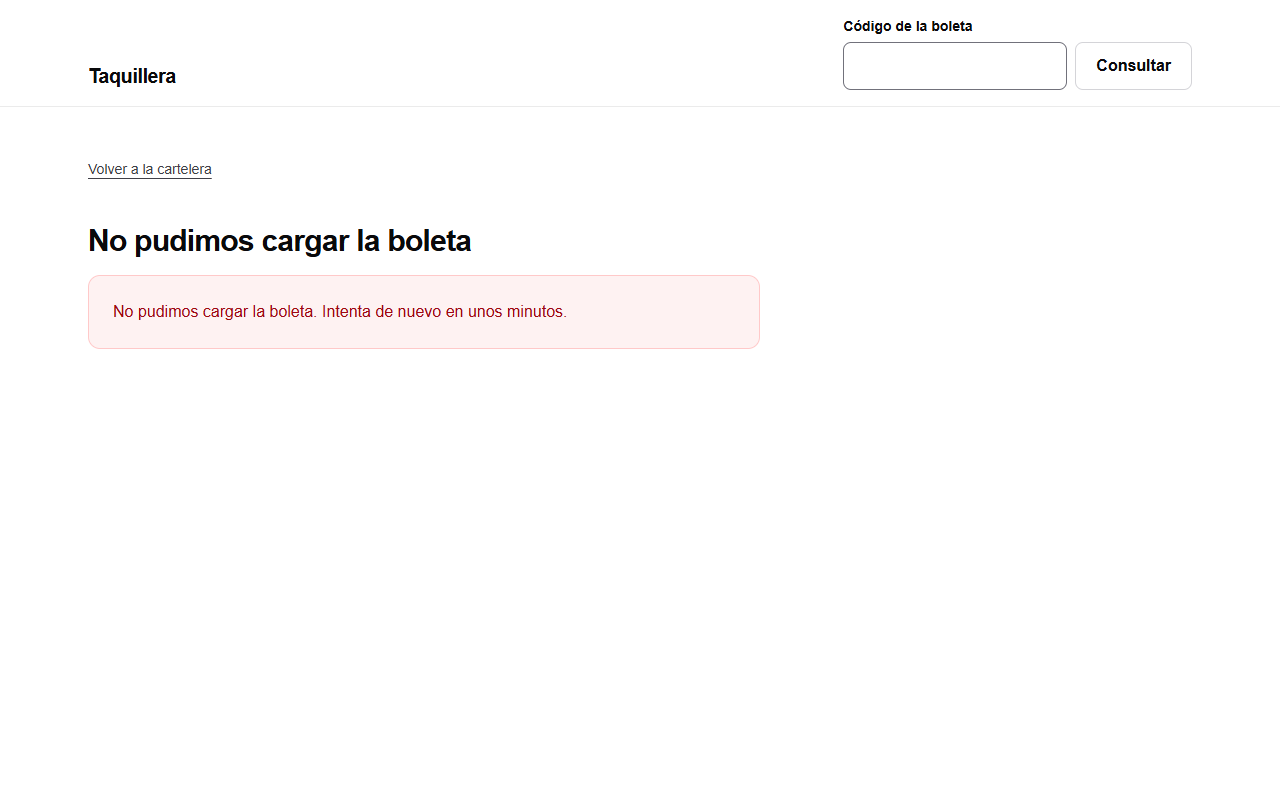 Código de la boleta
Taquillera
Consultar
Volver a la cartelera
No pudimos cargar la boleta
No pudimos cargar la boleta. Intenta de nuevo en unos minutos.